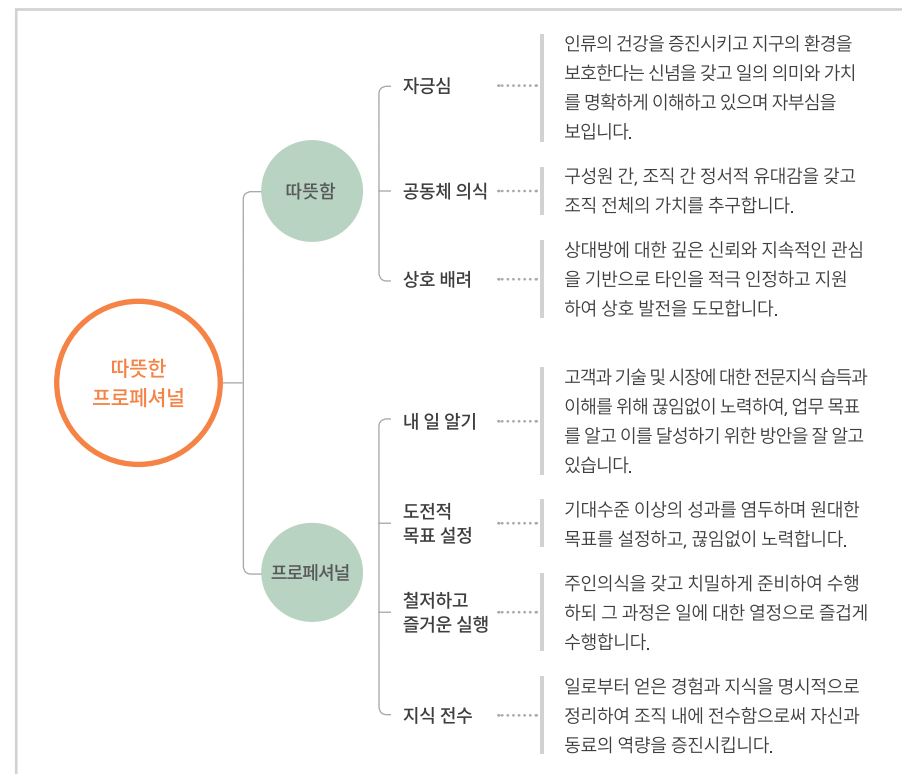 따뜻한
프로페셔널
따뜻함
자긍심
인류의 건강을 증진시키고 지구의 환경을
보호한다는 신념을 갖고 일의 의미와 가치
를 명확하게 이해하고 있으며 자부심을
보입니다.
공동체 의식
구성원 간, 조직 간 정서적 유대감을 갖고
조직 전체의 가치를 추구합니다.
상호 배려
상대방에 대한 깊은 신뢰와 지속적인 관심
을 기반으로 타인을 적극 인정하고 지원
하여 상호 발전을 도모합니다.
프로페셔널
내 일 알기
고객과 기술 및 시장에 대한 전문지식 습득과
이해를 위해 끊임없이 노력하여, 업무 목표
를 알고 이를 달성하기 위한 방안을 잘 알고
있습니다.
도전적
목표 설정
기대수준 이상의 성과를 염두하며 원대한
목표를 설정하고, 끊임없이 노력합니다.
철저하고
즐거운 실행
주인의식을 갖고 치밀하게 준비하여 수행
하되 그 과정은 일에 대한 열정으로 즐겁게
수행합니다.
지식 전수
일로부터 얻은 경험과 지식을 명시적으로
정리하여 조직 내에 전수함으로써 자신과
동료의 역량을 증진시킵니다.